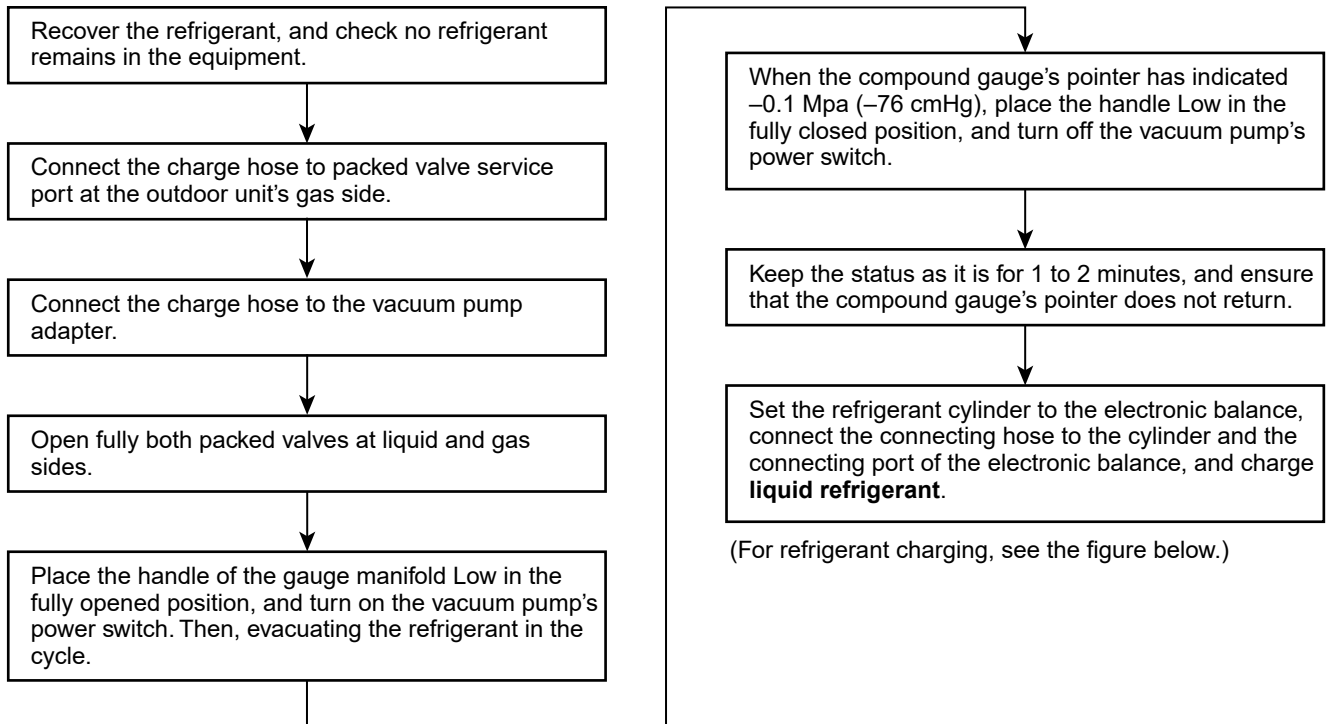 Recover the refrigerant, and check no refrigerant
remains in the equipment.
Connect the charge hose to packed valve service
port at the outdoor unit's gas side.
Connect the charge hose to the vacuum pump
adapter.
Open fully both packed valves at liquid and gas
sides.
Place the handle of the gauge manifold Low in the
fully opened position, and turn on the vacuum pump's
power switch. Then, evacuating the refrigerant in the
cycle.
When the compound gauge's pointer has indicated
–0.1 Mpa (–76 cmHg), place the handle Low in the
fully closed position, and turn off the vacuum pump's
power switch.
Keep the status as it is for 1 to 2 minutes, and ensure
that the compound gauge's pointer does not return.
Set the refrigerant cylinder to the electronic balance,
connect the connecting hose to the cylinder and the
connecting port of the electronic balance, and charge
liquid refrigerant.
(For refrigerant charging, see the figure below.)